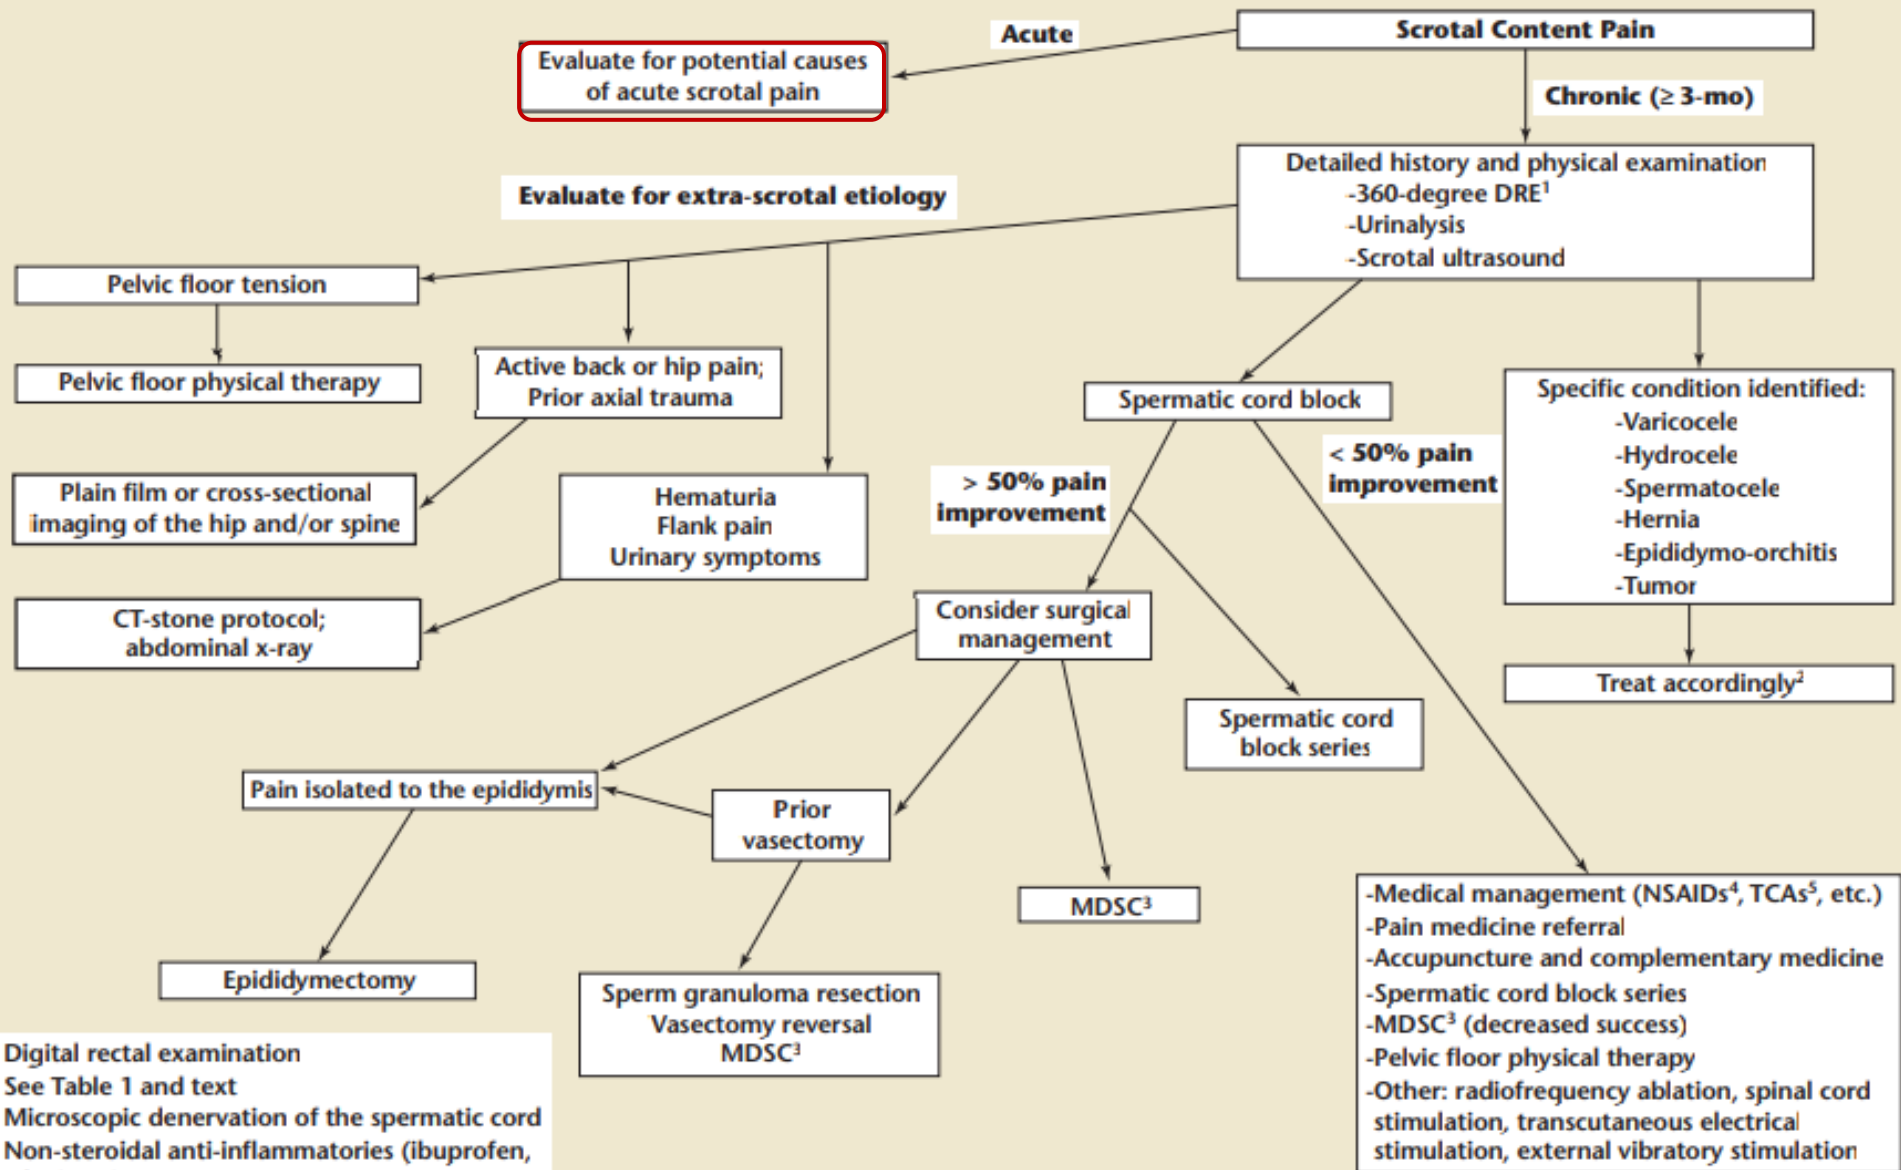 Scrotal Content Pain
Acute
Evaluate for potential causes
of acute scrotal pain
Chronic (≥ 3-mo)
Detailed history and physical examination
-360-degree DRE¹
-Urinalysis
-Scrotal ultrasound
Evaluate for extra-scrotal etiology
Pelvic floor tension
Pelvic floor physical therapy
Active back or hip pain;
Prior axial trauma
Plain film or cross-sectional
imaging of the hip and/or spine
Hematuria
Flank pain
Urinary symptoms
CT-stone protocol;
abdominal x-ray
Spermatic cord block
Specific condition identified:
-Varicocele
-Hydrocele
-Spermatocele
-Hernia
-Epididymo-orchitis
-Tumor
Treat accordingly²
> 50% pain
improvement
< 50% pain
improvement
Consider surgical
management
Spermatic cord
block series
Pain isolated to the epididymis
Prior
vasectomy
MDSC³
Epididymectomy
Sperm granuloma resection
Vasectomy reversal
MDSC³
-Medical management (NSAIDs⁴, TCAs⁵, etc.)
-Pain medicine referral
-Accupuncture and complementary medicine
-Spermatic cord block series
-MDSC³ (decreased success)
-Pelvic floor physical therapy
-Other: radiofrequency ablation, spinal cord
stimulation, transcutaneous electrical
stimulation, external vibratory stimulation
Digital rectal examination
See Table 1 and text
Microscopic denervation of the spermatic cord
Non-steroidal anti-inflammatories (ibuprofen,